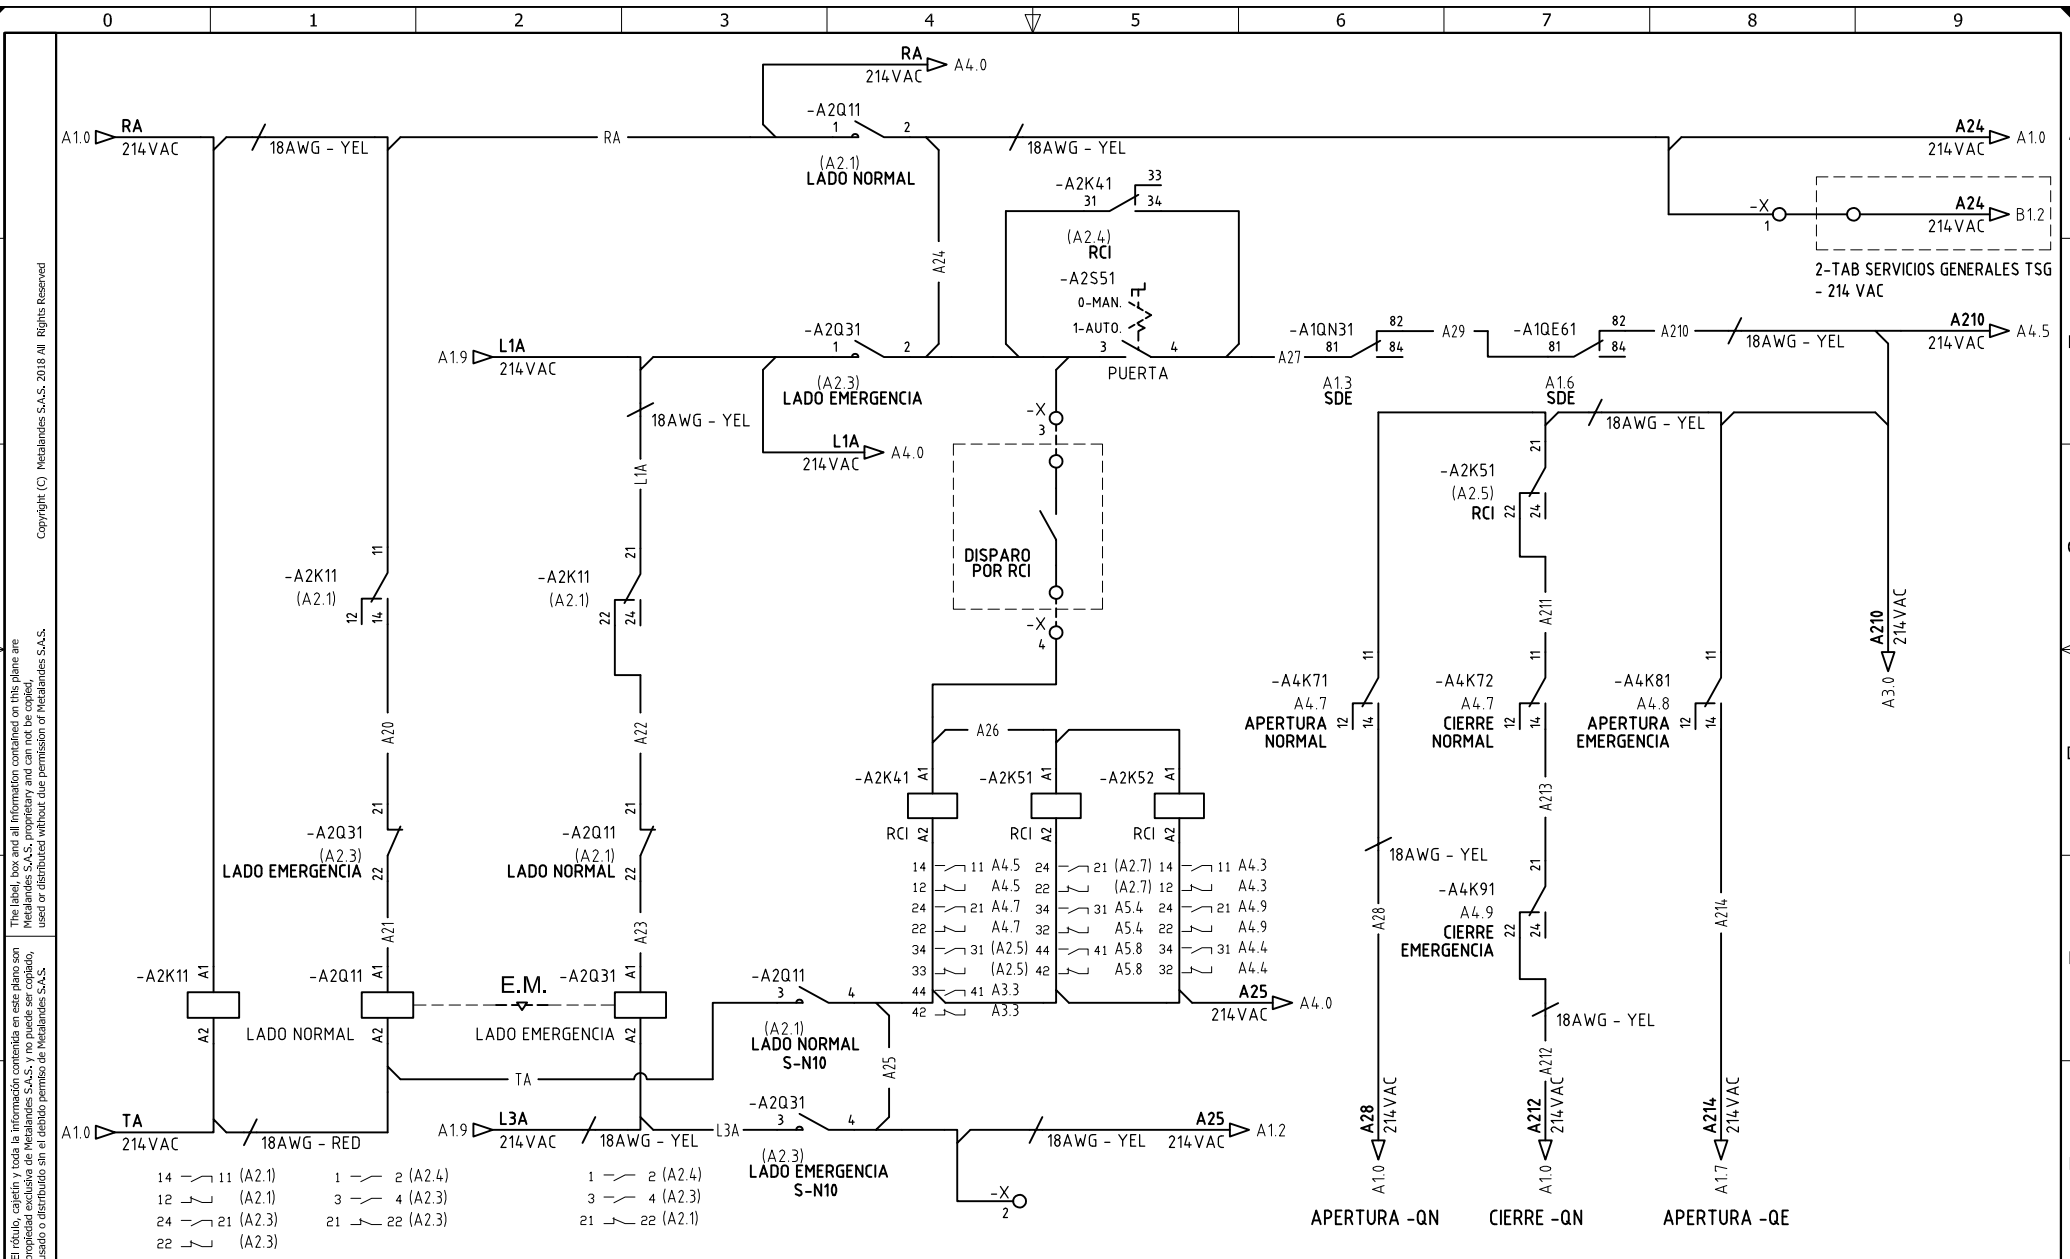 0 1 2 3 4 5 6 7 8 9
RA
214VAC
A4.0
-A2Q11
1 2
(A2.1)
LADO NORMAL
A1.0
RA
214VAC
18AWG - YEL
RA
18AWG - YEL
A24
214VAC
A1.0
-A2K41
33
31 34
(A2.4)
RCI
-X
1
A24
214VAC
B1.2
2-TAB SERVICIOS GENERALES TSG
- 214 VAC
A24
-A2S51
0-MAN.
1-AUTO.
3 4
PUERTA
A1.9
L1A
214VAC
-A2Q31
1 2
(A2.3)
LADO EMERGENCIA
A27
-A1QN31
82
81 84
A1.3
SDE
A29
-A1QE61
82
81 84
A1.6
SDE
A210
18AWG - YEL
A210
214VAC
A4.5
18AWG - YEL
L1A
214VAC
A4.0
-X
3
18AWG - YEL
L1A
21
-A2K51
(A2.5)
RCI
22 24
DISPARO
POR RCI
11
-A2K11
(A2.1)
12 14
21
-A2K11
(A2.1)
22 24
-X
4
A211
A210
214VAC
A3.0
11
-A4K71
A4.7
APERTURA
NORMAL
12 14
11
-A4K72
A4.7
CIERRE
NORMAL
12 14
11
-A4K81
A4.8
APERTURA
EMERGENCIA
12 14
A20
A22
A26
-A2K41 A1
-A2K51 A1
-A2K52 A1
RCI A2
RCI A2
RCI A2
A213
21
-A2Q31
(A2.3)
LADO EMERGENCIA
22
21
-A2Q11
(A2.1)
LADO NORMAL
22
18AWG - YEL
14 11 A4.5 24 21 (A2.7) 14 11 A4.3
12 A4.5 22 (A2.7) 12 A4.3
24 21 A4.7 34 31 A5.4 24 21 A4.9
22 A4.7 32 A5.4 22 A4.9
34 31 (A2.5) 44 41 A5.8 34 31 A4.4
33 (A2.5) 42 A5.8 32 A4.4
44 41 A3.3
42 A3.3
21
-A4K91
A4.9
CIERRE
EMERGENCIA
22 24
A28
A214
A21
A23
-A2K11 A1
A2
-A2Q11 A1
LADO NORMAL A2
E.M.
-A2Q31 A1
LADO EMERGENCIA A2
-A2Q11
3 4
(A2.1)
LADO NORMAL
S-N10
A25
214VAC
A4.0
18AWG - YEL
A25
TA
A212
A1.0
TA
214VAC
18AWG - RED
A1.9
L3A
214VAC
18AWG - YEL
L3A
-A2Q31
3 4
(A2.3)
LADO EMERGENCIA
S-N10
18AWG - YEL
A25
214VAC
A1.2
-X
2
A28
214VAC
A1.0
APERTURA -QN
A212
214VAC
A1.0
CIERRE -QN
A214
214VAC
A1.7
APERTURA -QE
14 11 (A2.1) 1 2 (A2.4) 1 2 (A2.4)
12 (A2.1) 3 4 (A2.3) 3 4 (A2.3)
24 21 (A2.3) 21 22 (A2.3) 21 22 (A2.1)
22 (A2.3)
Copyright (C) Metalandes S.A.S. 2018 All Rights Reserved
The label, box and all information contained on this plane are
Metalandes S.A.S. proprietary and can not be copied,
used or distributed without due permission of Metalandes S.A.S.
El rótulo, cajetín y toda la información contenida en este plano son
propiedad exclusiva de Metalandes S.A.S. y no puede ser copiado,
usado o distribuido sin el debido permiso de Metalandes S.A.S.